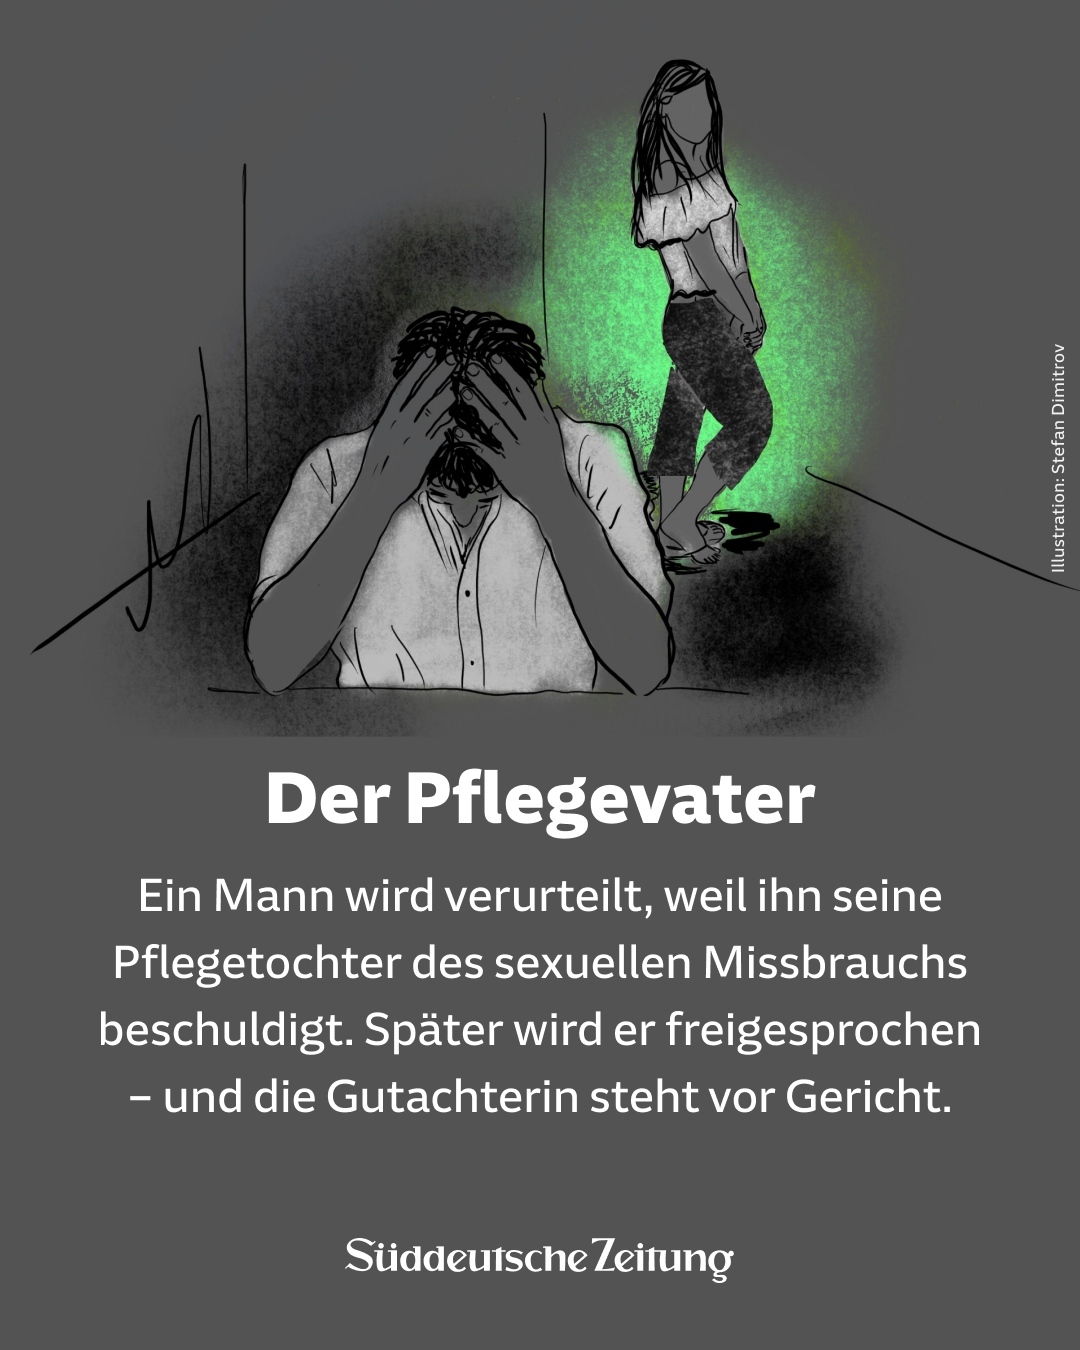 Illustration: Stefan Dimitrov
Der Pflegevater
Ein Mann wird verurteilt, weil ihn seine
Pflegetochter des sexuellen Missbrauchs
beschuldigt. Später wird er freigesprochen
– und die Gutachterin steht vor Gericht.
Süddeutsche Zeitung